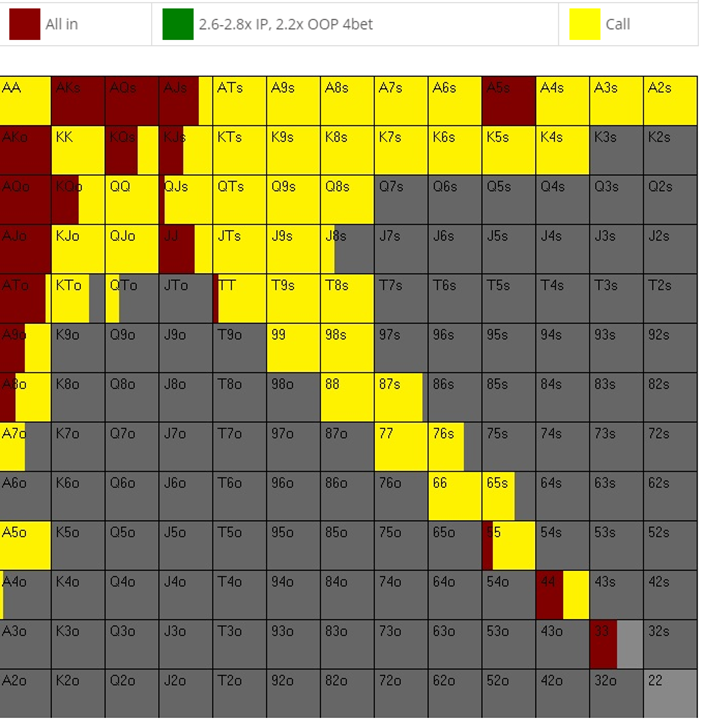 All in 2.6-2.8x IP, 2.2x OOP 4bet Call
AA AKs AQs AJs ATs A9s A8s A7s A6s A5s A4s A3s A2s
AKo KK KQs KJs KTs K9s K8s K7s K6s K5s K4s K3s K2s
AQo KQo QQ QJs QTs Q9s Q8s Q7s Q6s Q5s Q4s Q3s Q2s
AJo KJo QJo JJ JTs J9s J8s J7s J6s J5s J4s J3s J2s
ATo KTo QTo JTo TT T9s T8s T7s T6s T5s T4s T3s T2s
A9o K9o Q9o J9o T9o 99 98s 97s 96s 95s 94s 93s 92s
A8o K8o Q8o J8o T8o 98o 88 87s 86s 85s 84s 83s 82s
A7o K7o Q7o J7o T7o 97o 87o 77 76s 75s 74s 73s 72s
A6o K6o Q6o J6o T6o 96o 86o 76o 66 65s 64s 63s 62s
A5o K5o Q5o J5o T5o 95o 85o 75o 65o 55 54s 53s 52s
A4o K4o Q4o J4o T4o 94o 84o 74o 64o 54o 44 43s 42s
A3o K3o Q3o J3o T3o 93o 83o 73o 63o 53o 43o 33 32s
A2o K2o Q2o J2o T2o 92o 82o 72o 62o 52o 42o 32o 22